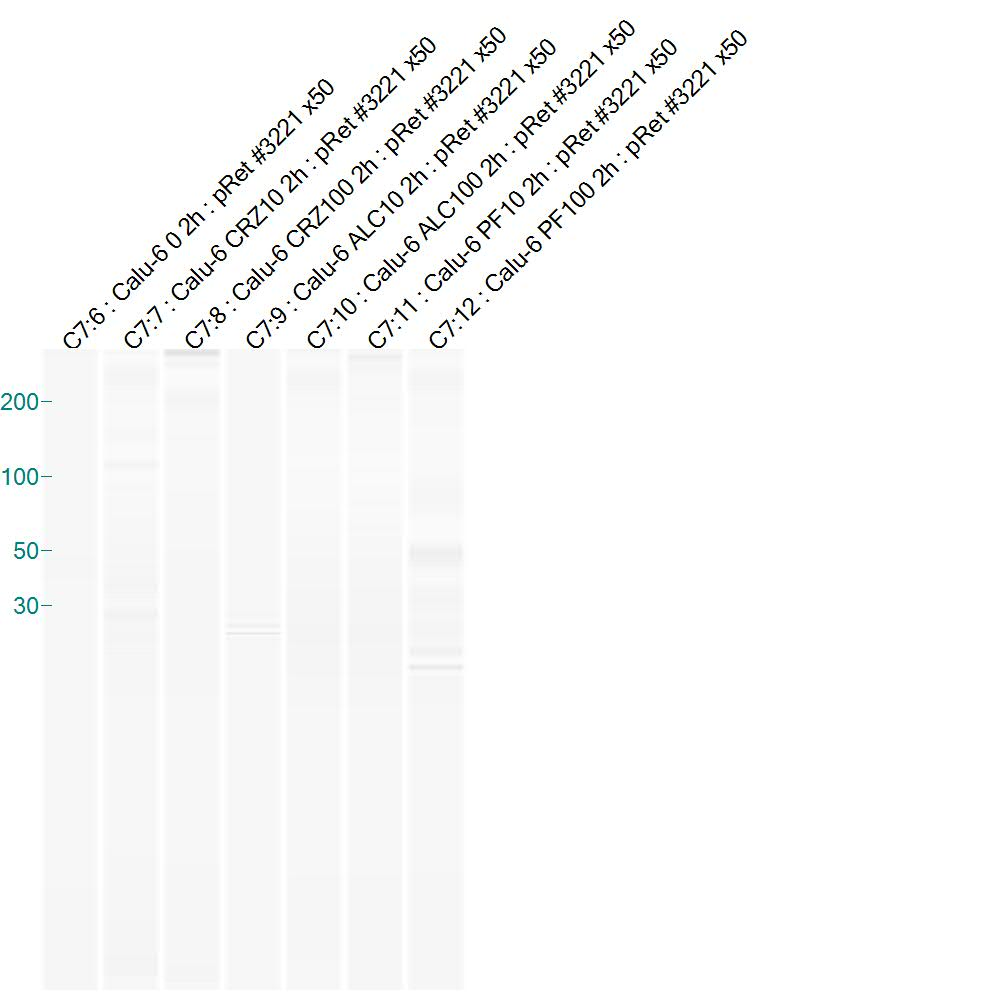 C7:6 : Calu-6 0 2h : pRet #3221 x50
C7:7 : Calu-6 CRZ10 2h : pRet #3221 x50
C7:8 : Calu-6 CRZ100 2h : pRet #3221 x50
C7:9 : Calu-6 ALC10 2h : pRet #3221 x50
C7:10 : Calu-6 ALC100 2h : pRet #3221 x50
C7:11 : Calu-6 PF10 2h : pRet #3221 x50
C7:12 : Calu-6 PF100 2h : pRet #3221 x50
200
100
50
30